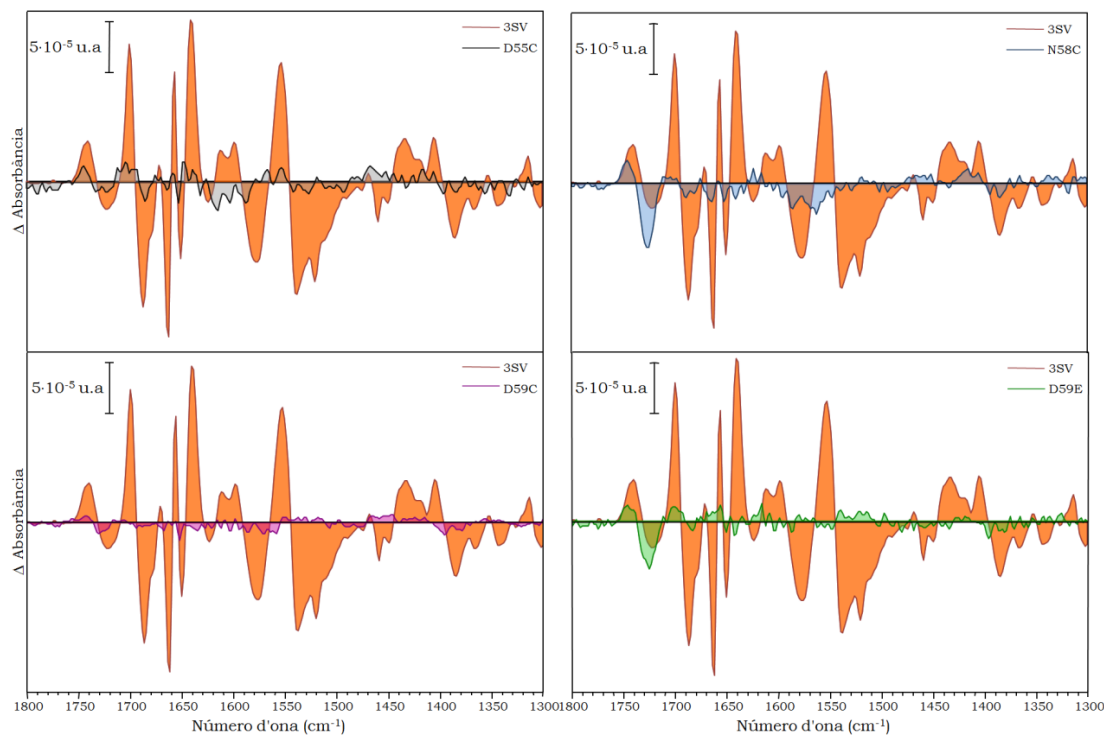 3SV
D55C
5·10⁻⁵ u.a
Δ Absorbància
3SV
N58C
5·10⁻⁵ u.a
3SV
D59C
5·10⁻⁵ u.a
Δ Absorbància
1800 1700 1650 1600 1550 1500 1450 1400 1350 1300
Número d'ona (cm⁻¹)
3SV
D59E
5·10⁻⁵ u.a
1800 1750 1700 1650 1600 1550 1500 1450 1400 1350 1300
Número d'ona (cm⁻¹)